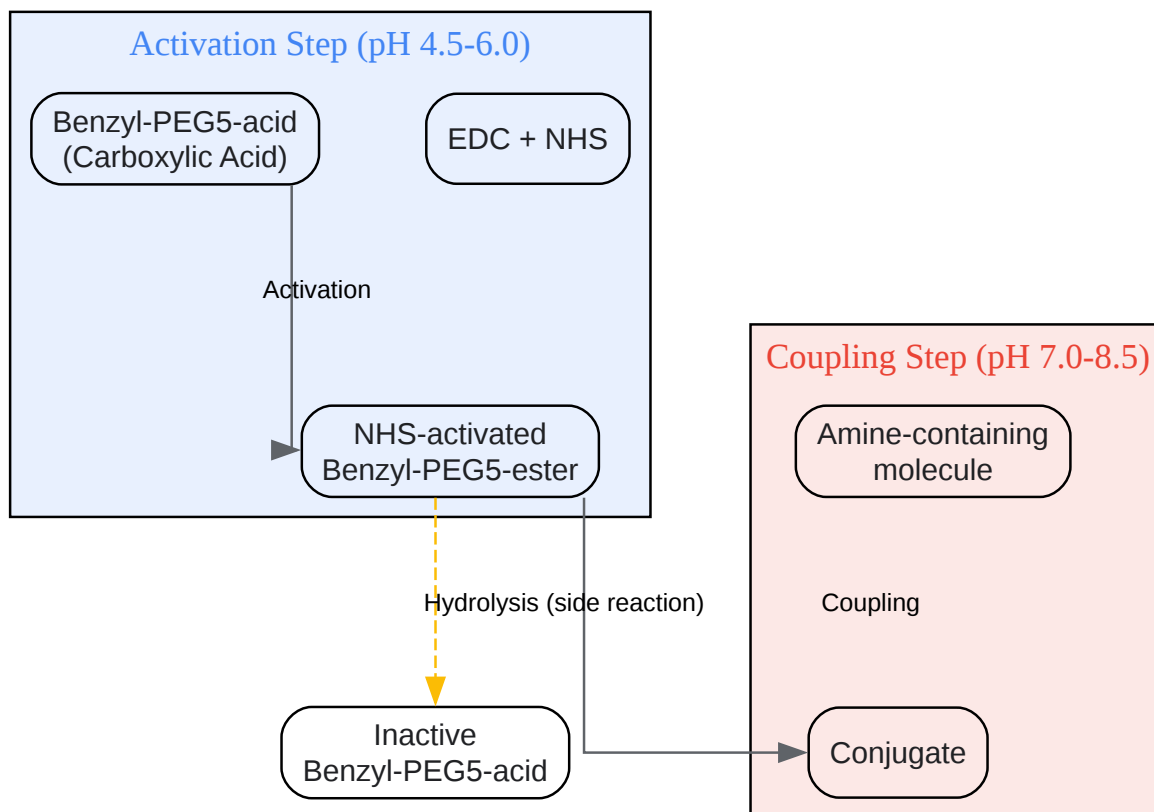 Activation Step (pH 4.5-6.0)
Benzyl-PEG5-acid
(Carboxylic Acid)
EDC + NHS
Activation
NHS-activated
Benzyl-PEG5-ester
Coupling Step (pH 7.0-8.5)
Amine-containing
molecule
Hydrolysis (side reaction)
Coupling
Inactive
Benzyl-PEG5-acid
Conjugate